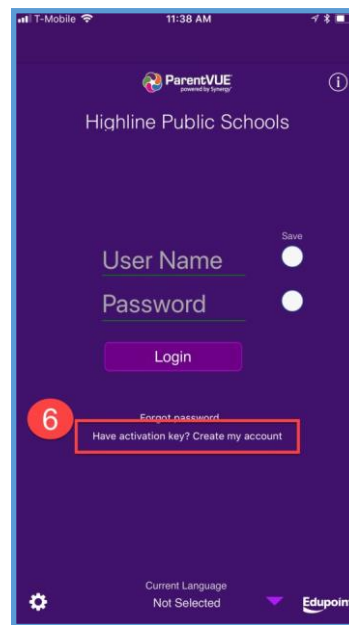 T-Mobile 11:38 AM
ParentVUE
powered by Synergy
i
Highline Public Schools
Save
User Name
Password
Login
Forgot password
6
Have activation key? Create my account
Current Language
Not Selected
Edupoint